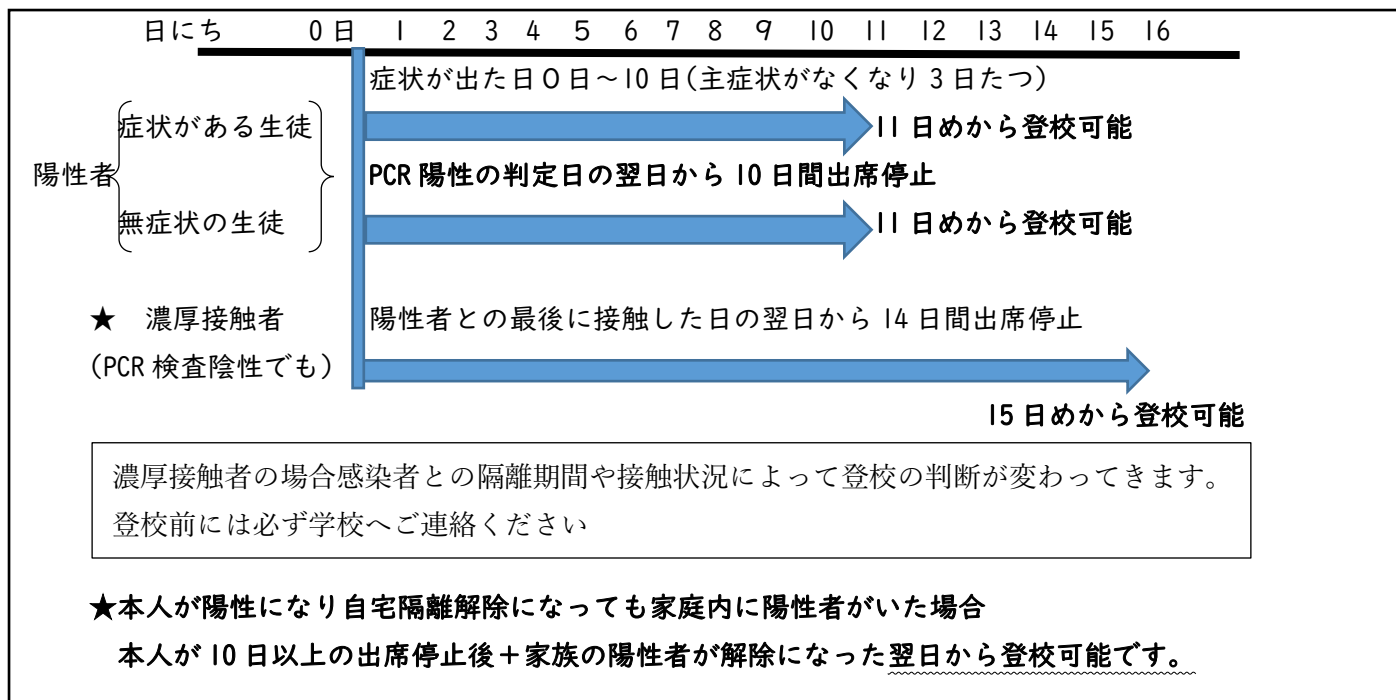 日にち 0日 1 2 3 4 5 6 7 8 9 10 11 12 13 14 15 16
症状が出た日0日～10日(主症状がなくなり3日たつ)
症状がある生徒 11日めから登校可能
陽性者 PCR陽性の判定日の翌日から10日間出席停止
無症状の生徒 11日めから登校可能
★ 濃厚接触者 陽性者との最後に接触した日の翌日から14日間出席停止
(PCR検査陰性でも)
15日めから登校可能
濃厚接触者の場合感染者との隔離期間や接触状況によって登校の判断が変わってきます。
登校前には必ず学校へご連絡ください
★本人が陽性になり自宅隔離解除になっても家庭内に陽性者がいた場合
本人が10日以上の出席停止後＋家族の陽性者が解除になった翌日から登校可能です。